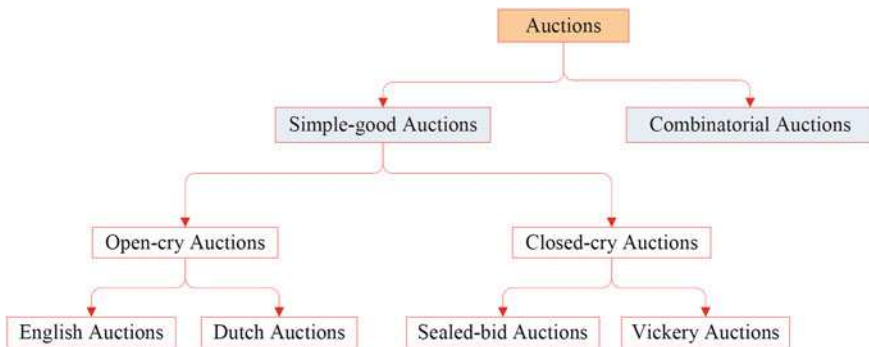 Auctions
Simple-good Auctions
Combinatorial Auctions
Open-cry Auctions
Closed-cry Auctions
English Auctions
Dutch Auctions
Sealed-bid Auctions
Vickery Auctions